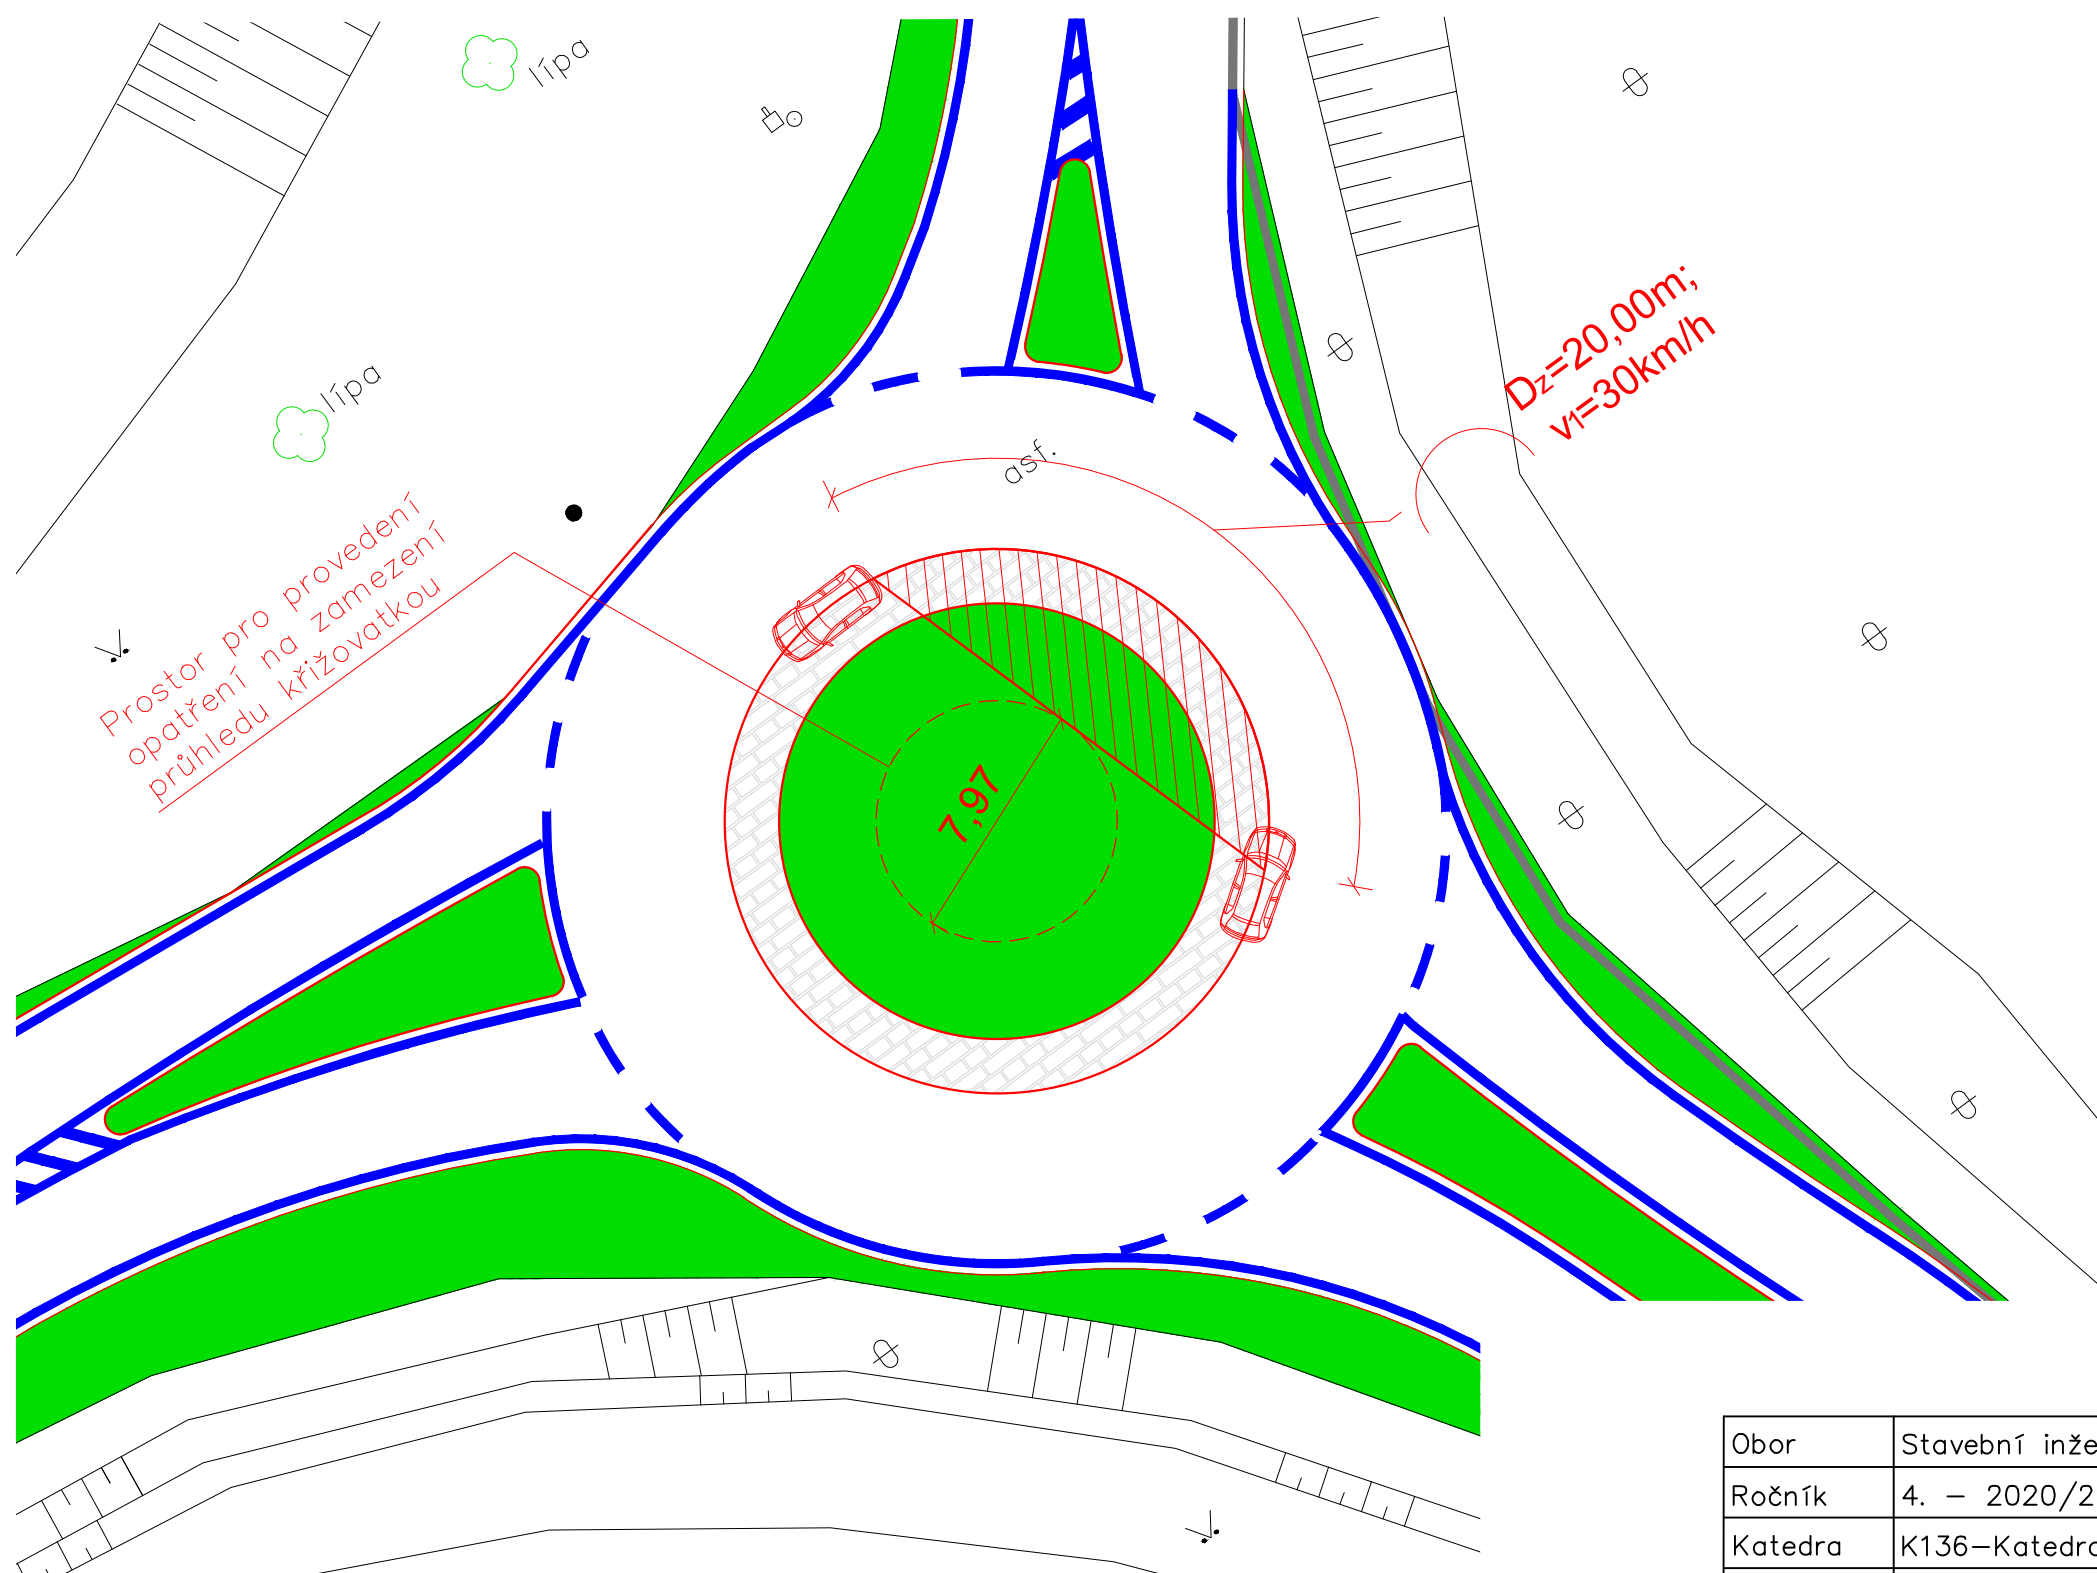 lípa
lípa
Dz=20,00m;
v1=30km/h
asf.
Prostor pro provedení
opatření na zamezení
průhledu křižovatkou
7,97
Obor Stavební inže
Ročník 4. – 2020/2
Katedra K136–Katedra